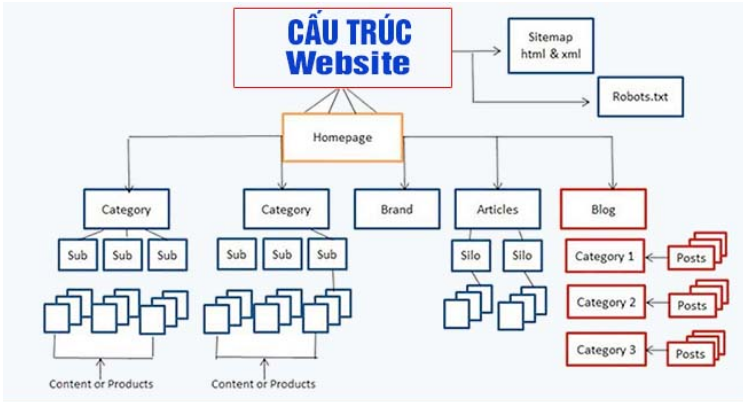 CẤU TRÚC
Website
Sitemap
html & xml
Robots.txt
Homepage
Category
Category
Brand
Articles
Blog
Sub
Sub
Sub
Sub
Sub
Sub
Silo
Silo
Category 1
Posts
Category 2
Posts
Category 3
Posts
Content or Products
Content or Products